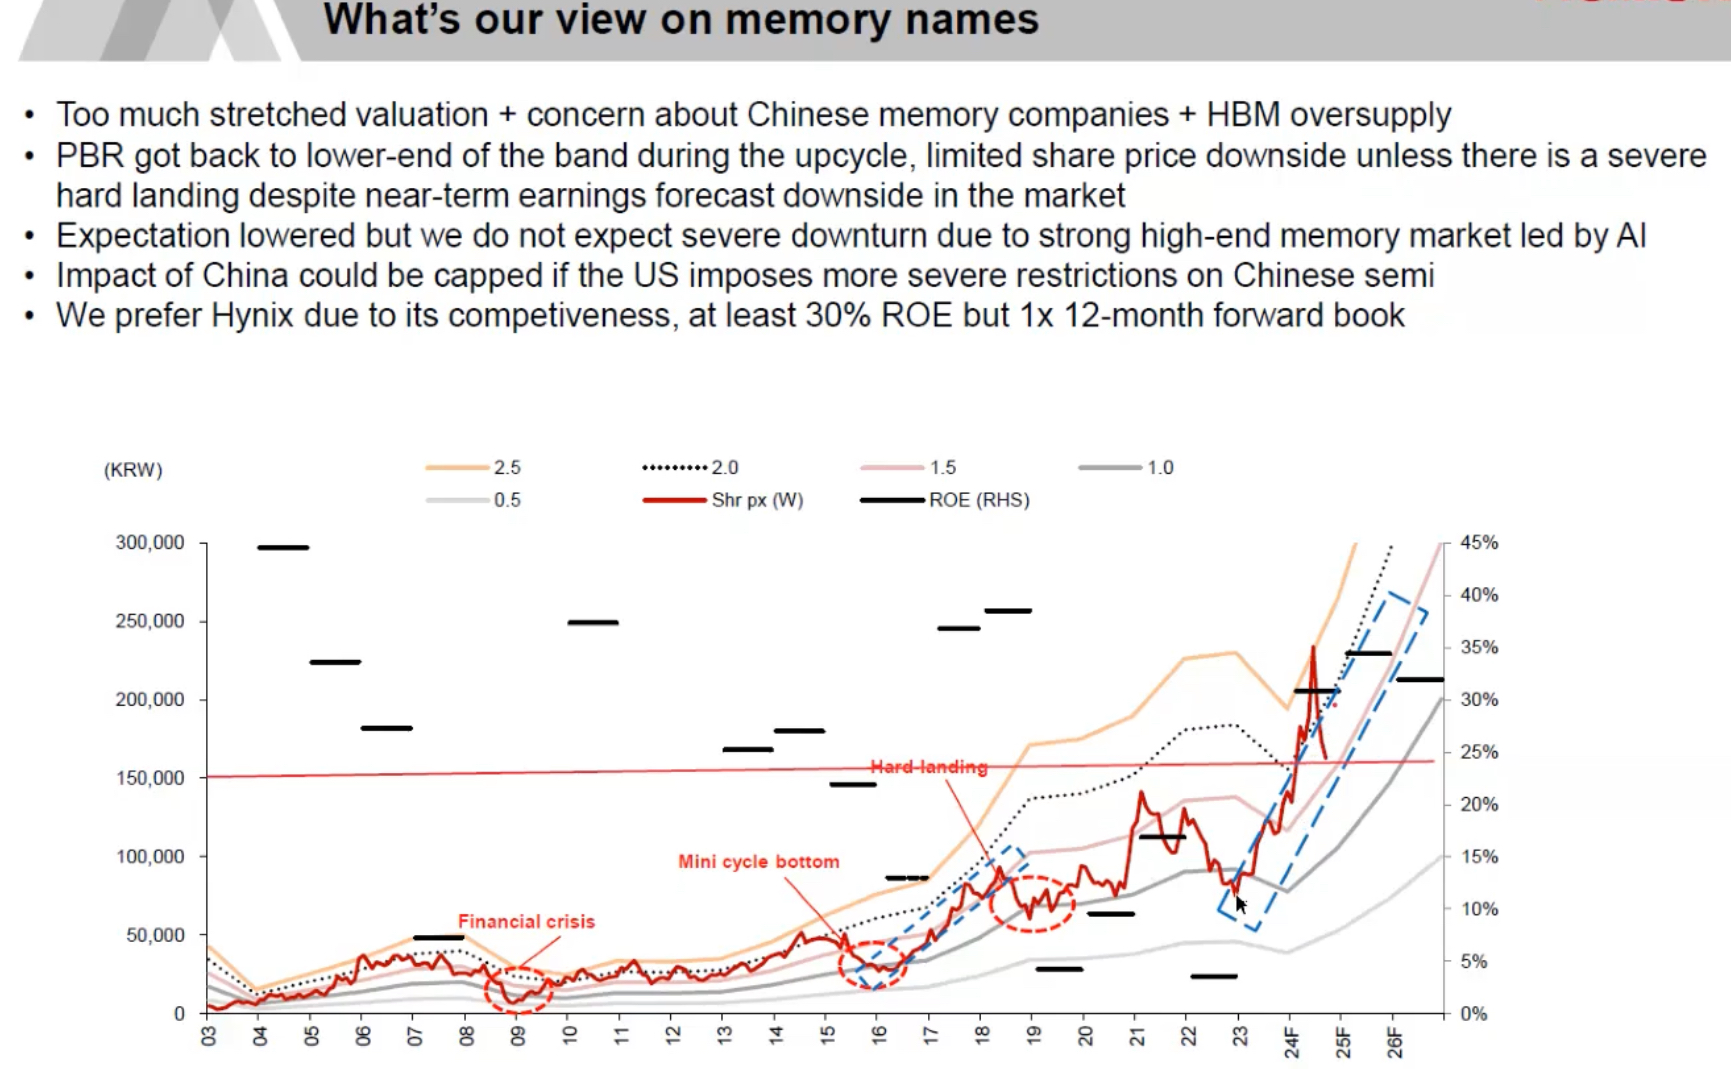 What's our view on memory names
• Too much stretched valuation + concern about Chinese memory companies + HBM oversupply
• PBR got back to lower-end of the band during the upcycle, limited share price downside unless there is a severe
hard landing despite near-term earnings forecast downside in the market
• Expectation lowered but we do not expect severe downturn due to strong high-end memory market led by AI
• Impact of China could be capped if the US imposes more severe restrictions on Chinese semi
• We prefer Hynix due to its competiveness, at least 30% ROE but 1x 12-month forward book
(KRW)
2.5 2.0 1.5 1.0
0.5 Shr px (W) ROE (RHS)
300,000 45%
40%
250,000
35%
200,000 30%
25%
150,000
Hard-landing
20%
100,000 15%
Mini cycle bottom
10%
Financial crisis
50,000
5%
0 0%
03 04 05 06 07 08 09 10 11 12 13 14 15 16 17 18 19 20 21 22 23 24F 25F 26F